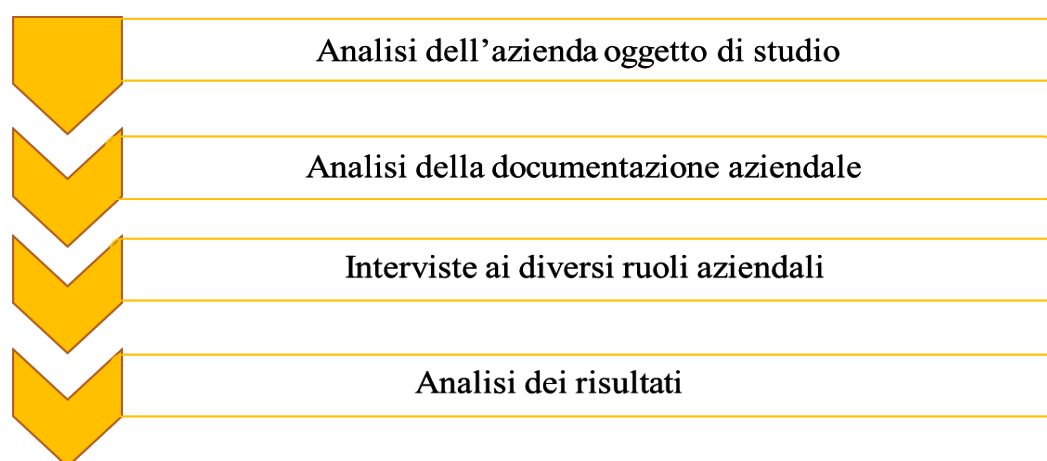 Analisi dell’azienda oggetto di studio
Analisi della documentazione aziendale
Interviste ai diversi ruoli aziendali
Analisi dei risultati